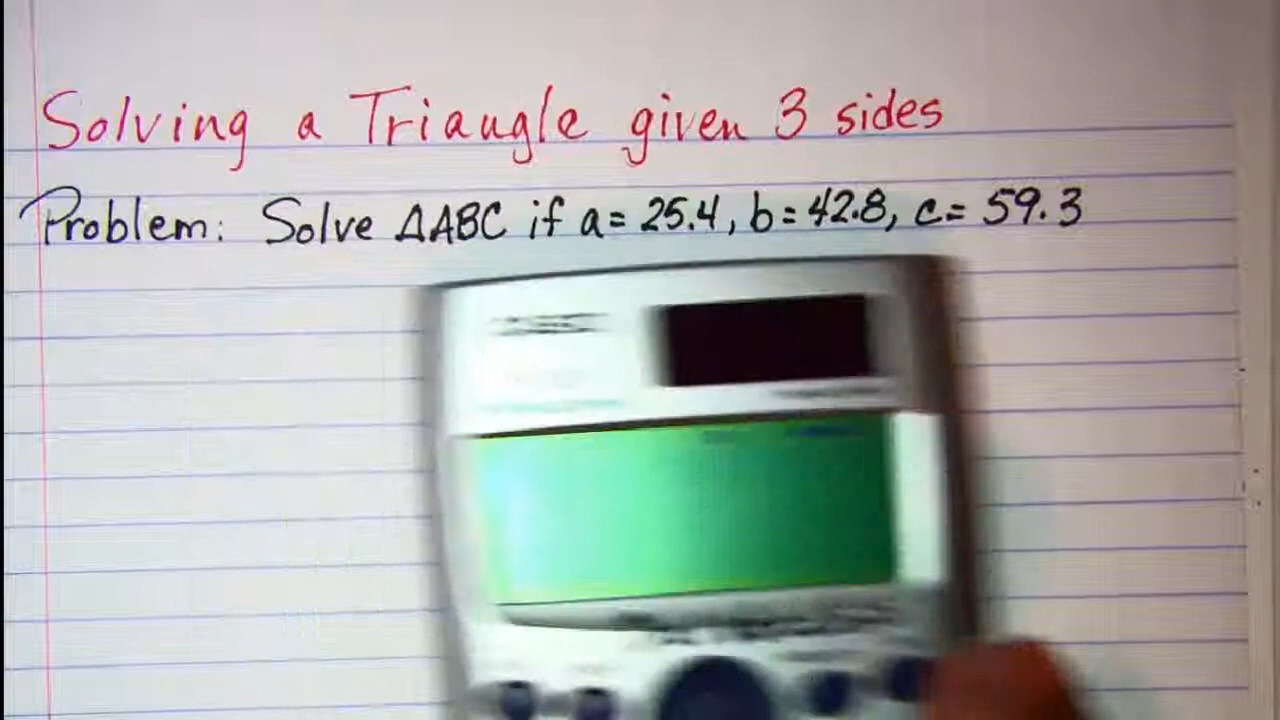 Solving a Triangle given 3 sides
Problem: Solve ΔABC if a= 25.4, b= 42.8, c= 59.3